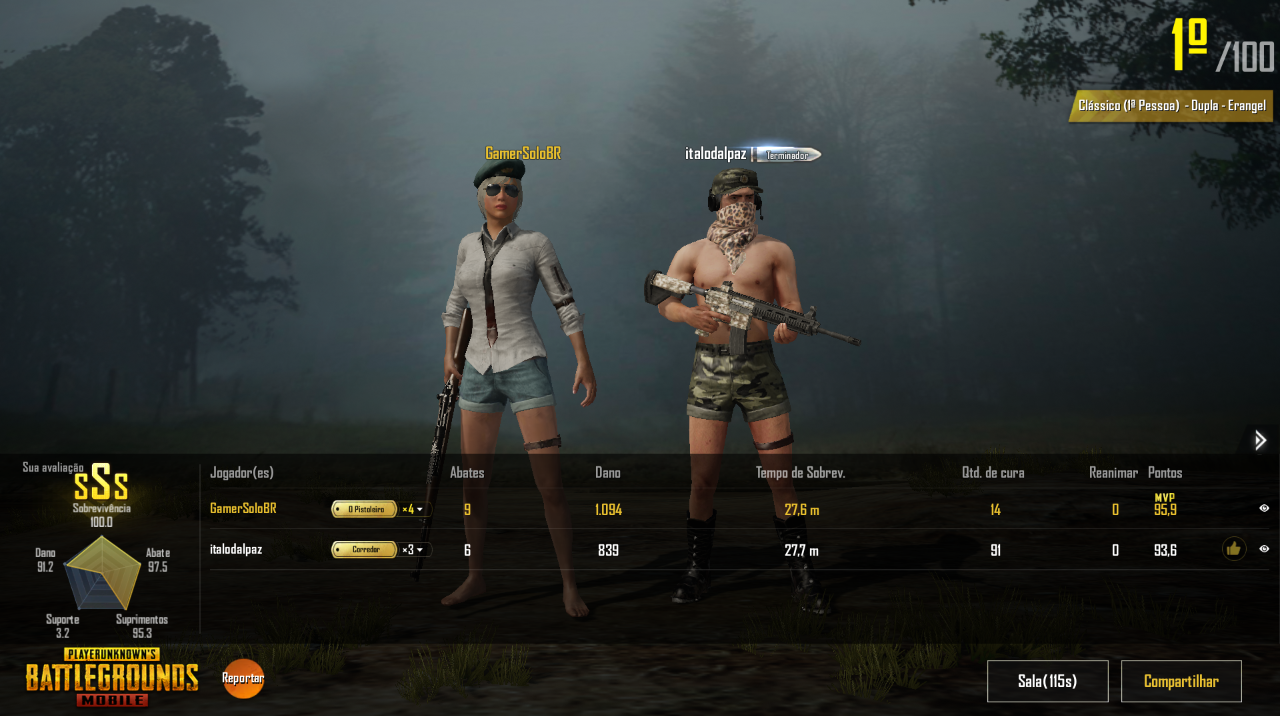 1º /100
Clássico (1ª Pessoa) - Dupla - Erangel
GamerSoloBR
italodalpaz
Terminador
Sua avaliação
SSS
Sobrevivência
100.0
Dano
91.2
Abate
97.5
Suporte
3.2
Suprimentos
95.3
Jogador(es) Abates Dano Tempo de Sobrev. Qtd. de cura Reanimar Pontos
MVP
GamerSoloBR O Pistoleiro ×4 9 1.094 27,6 m 14 0 95,9
italodalpaz Corredor ×3 6 839 27,7 m 91 0 93,6
PLAYERUNKNOWN'S
BATTLEGROUNDS
MOBILE
Reportar
Sala(115s)
Compartilhar